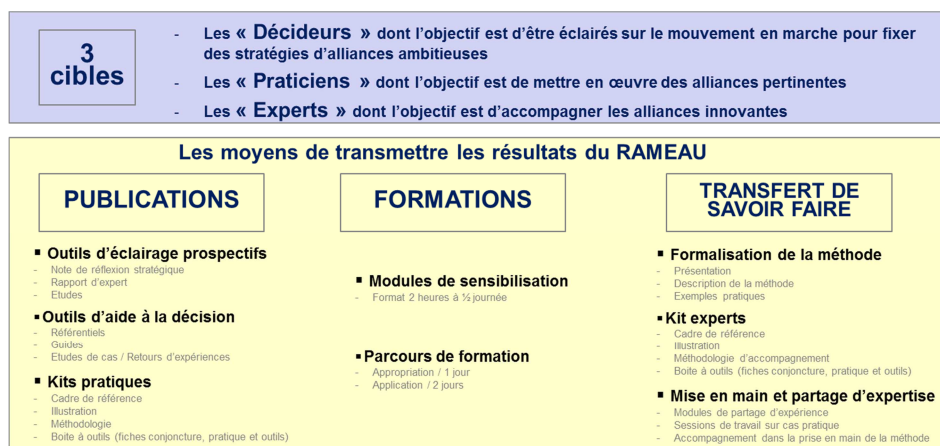 3
cibles
- Les « Décideurs » dont l'objectif est d'être éclairés sur le mouvement en marche pour fixer
des stratégies d'alliances ambitieuses
- Les « Praticiens » dont l'objectif est de mettre en œuvre des alliances pertinentes
- Les « Experts » dont l'objectif est d'accompagner les alliances innovantes
Les moyens de transmettre les résultats du RAMEAU
PUBLICATIONS
▪ Outils d'éclairage prospectifs
- Note de réflexion stratégique
- Rapport d'expert
- Etudes
▪Outils d'aide à la décision
- Référentiels
- Guides
- Etudes de cas / Retours d'expériences
▪ Kits pratiques
- Cadre de référence
- Illustration
- Méthodologie
- Boite à outils (fiches conjoncture, pratique et outils)
FORMATIONS
▪ Modules de sensibilisation
- Format 2 heures à ½ journée
▪Parcours de formation
- Appropriation / 1 jour
- Application / 2 jours
TRANSFERT DE
SAVOIR FAIRE
▪ Formalisation de la méthode
- Présentation
- Description de la méthode
- Exemples pratiques
▪Kit experts
- Cadre de référence
- Illustration
- Méthodologie d'accompagnement
- Boite à outils (fiches conjoncture, pratique et outils)
▪ Mise en main et partage d'expertise
- Modules de partage d'expérience
- Sessions de travail sur cas pratique
- Accompagnement dans la prise en main de la méthode